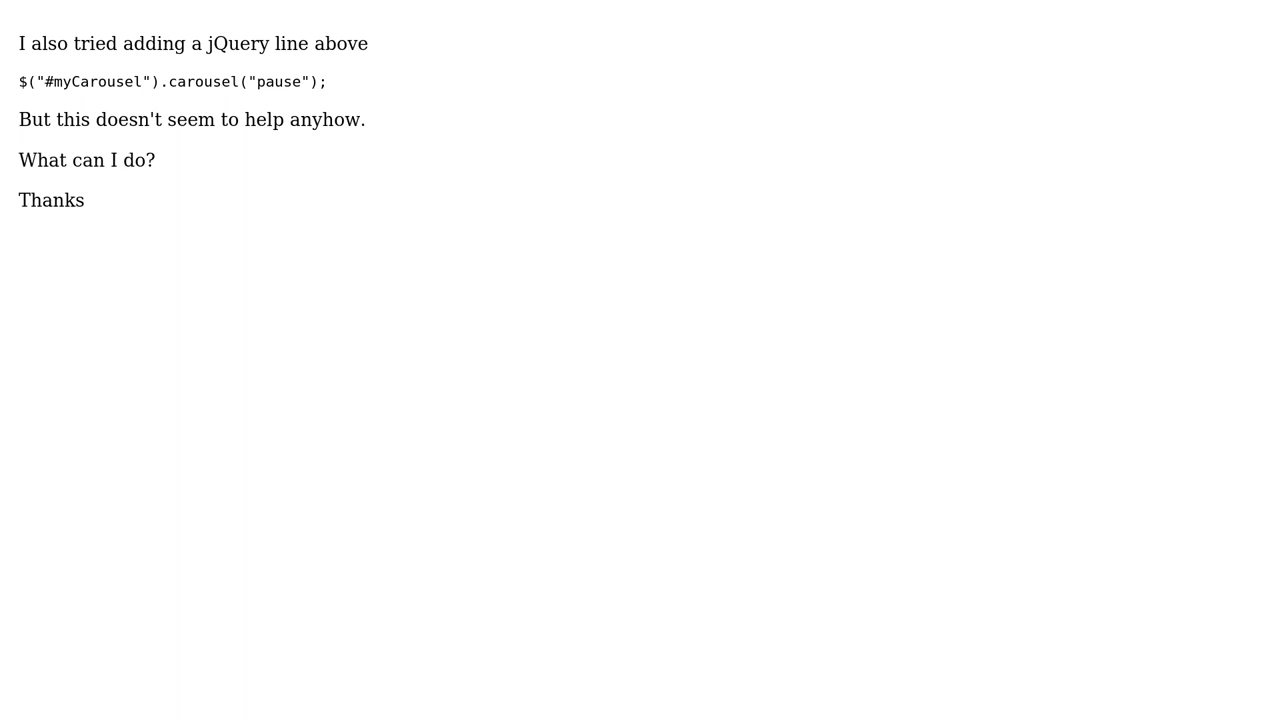 I also tried adding a jQuery line above
$("#myCarousel").carousel("pause");
But this doesn't seem to help anyhow.
What can I do?
Thanks